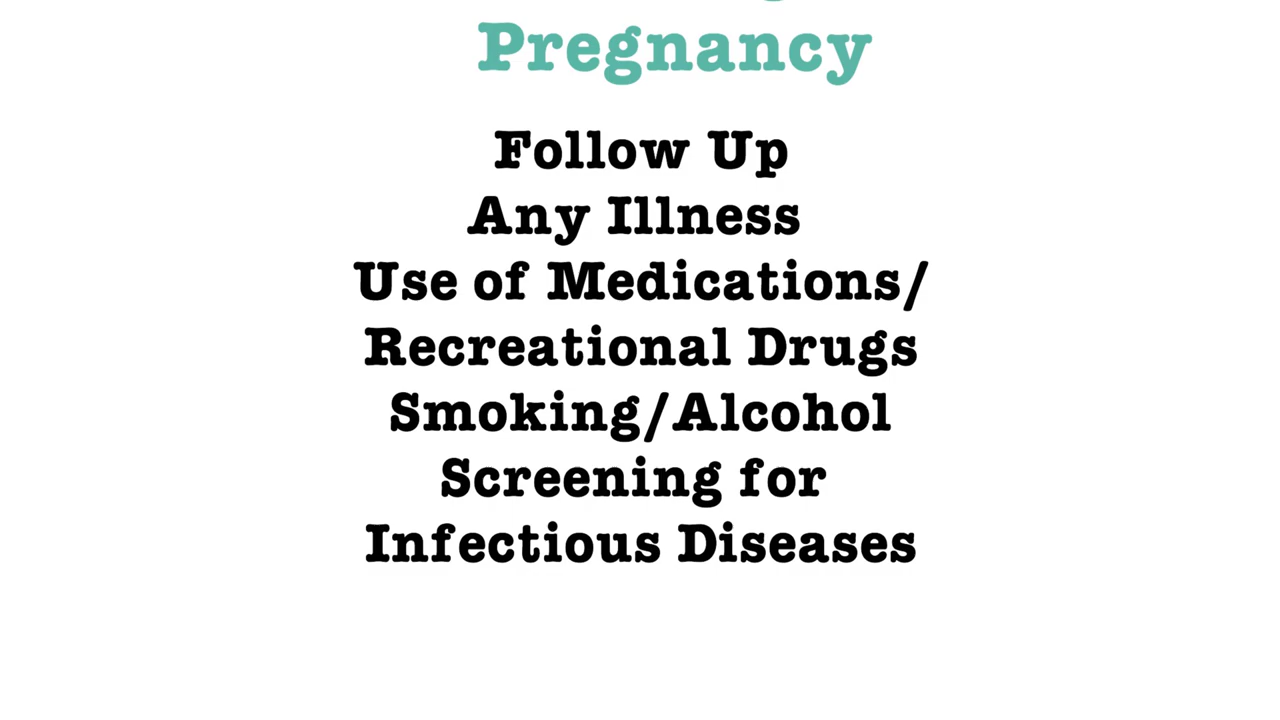 Pregnancy
Follow Up
Any Illness
Use of Medications/
Recreational Drugs
Smoking/Alcohol
Screening for
Infectious Diseases